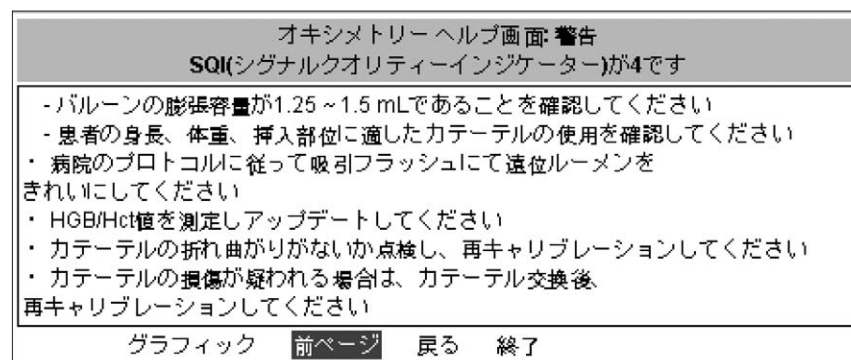 オキシメトリー ヘルプ画面: 警告
SQI(シグナルクオリティーインジケーター)が4です
- バルーンの膨張容量が1.25 ~ 1.5 mLであることを確認してください
- 患者の身長、体重、挿入部位に適したカテーテルの使用を確認してください
・ 病院のプロトコルに従って吸引フラッシュにて遠位ルーメンを
きれいにしてください
・ HGB/Hct値を測定しアップデートしてください
・ カテーテルの折れ曲がりがないか点検し、再キャリブレーションしてください
・ カテーテルの損傷が疑われる場合は、カテーテル交換後、
再キャリブレーションしてください
グラフィック 前ページ 戻る 終了